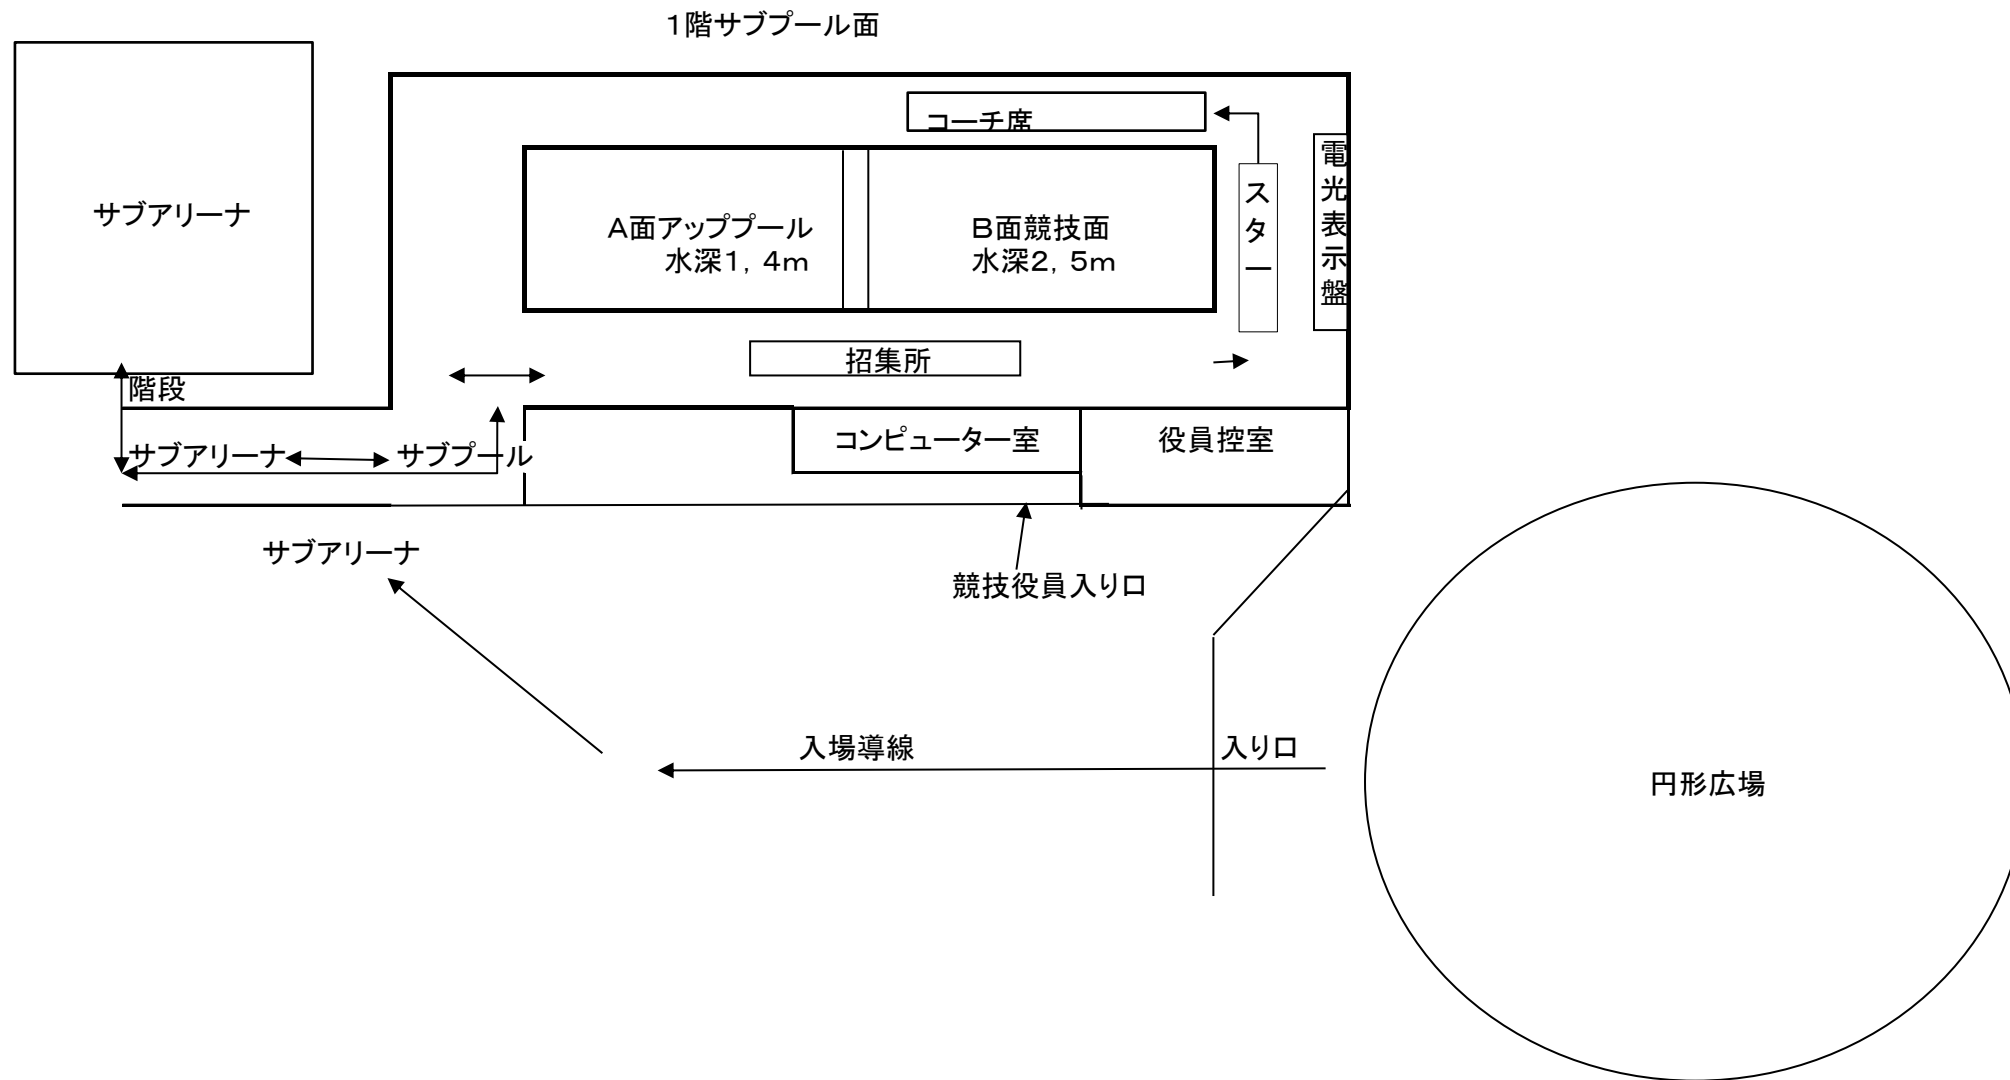 1階サブプール面
コーチ席
電光表示盤
スター
サブアリーナ
A面アッププール
水深1，4m
B面競技面
水深2，5m
招集所
階段
コンピューター室
役員控室
サブアリーナ
サブプール
サブアリーナ
競技役員入り口
入場導線
入り口
円形広場